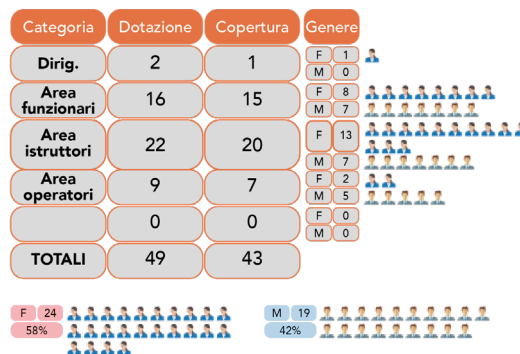 Categoria Dotazione Copertura Genere
Dirig. 2 1 F 1
M 0
Area funzionari 16 15 F 8
M 7
Area istruttori 22 20 F 13
M 7
Area operatori 9 7 F 2
M 5
0 0 F 0
M 0
TOTALI 49 43
F 24 M 19
58% 42%